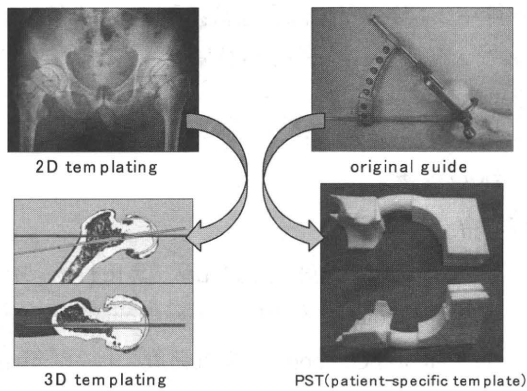 2D templating
original guide
3D templating
PST(patient-specific template)